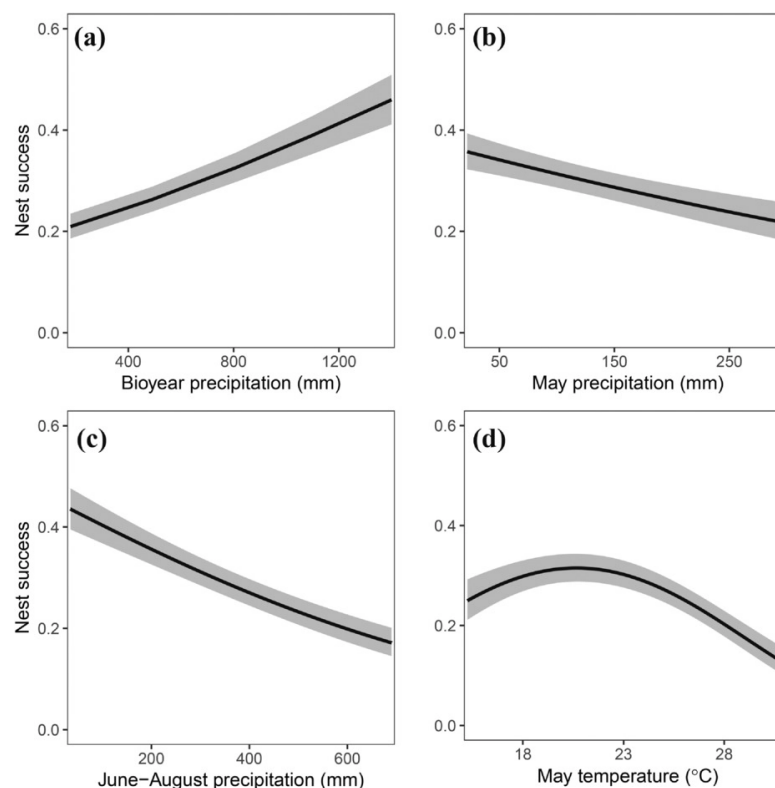 (a)
0.6
0.4
0.2
0.0
Nest success
400 800 1200
Bioyear precipitation (mm)
(b)
0.6
0.4
0.2
0.0
50 150 250
May precipitation (mm)
(c)
0.6
0.4
0.2
0.0
Nest success
200 400 600
June−August precipitation (mm)
(d)
0.6
0.4
0.2
0.0
18 23 28
May temperature (°C)